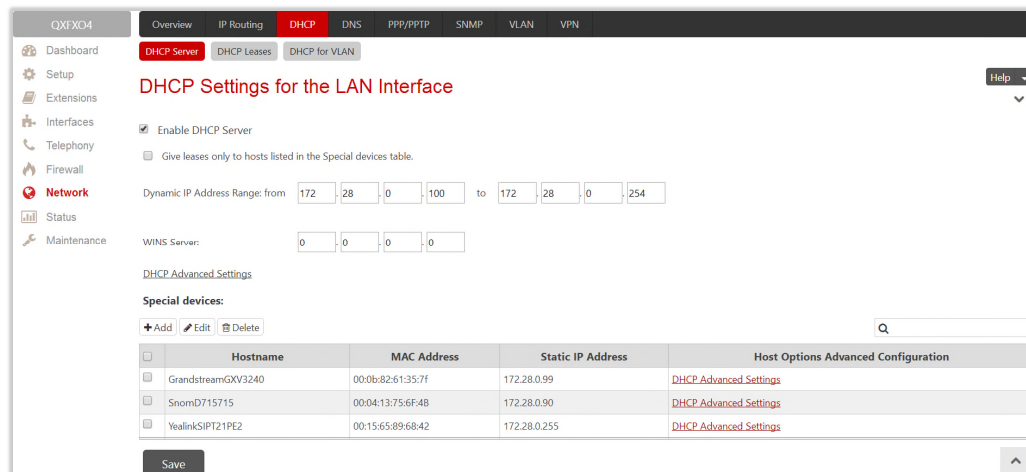 QXFXO4
Overview IP Routing DHCP DNS PPP/PPTP SNMP VLAN VPN
Dashboard
Setup
Extensions
Interfaces
Telephony
Firewall
Network
Status
Maintenance
DHCP Server DHCP Leases DHCP for VLAN
DHCP Settings for the LAN Interface
Help
Enable DHCP Server
Give leases only to hosts listed in the Special devices table.
Dynamic IP Address Range: from 172 . 28 . 0 . 100 to 172 . 28 . 0 . 254
WINS Server: 0 . 0 . 0 . 0
DHCP Advanced Settings
Special devices:
Add Edit Delete
Hostname MAC Address Static IP Address Host Options Advanced Configuration
GrandstreamGXV3240 00:0b:82:61:35:7f 172.28.0.99 DHCP Advanced Settings
SnomD715715 00:04:13:75:6F:4B 172.28.0.90 DHCP Advanced Settings
YealinkSIPT21PE2 00:15:65:89:68:42 172.28.0.255 DHCP Advanced Settings
Save